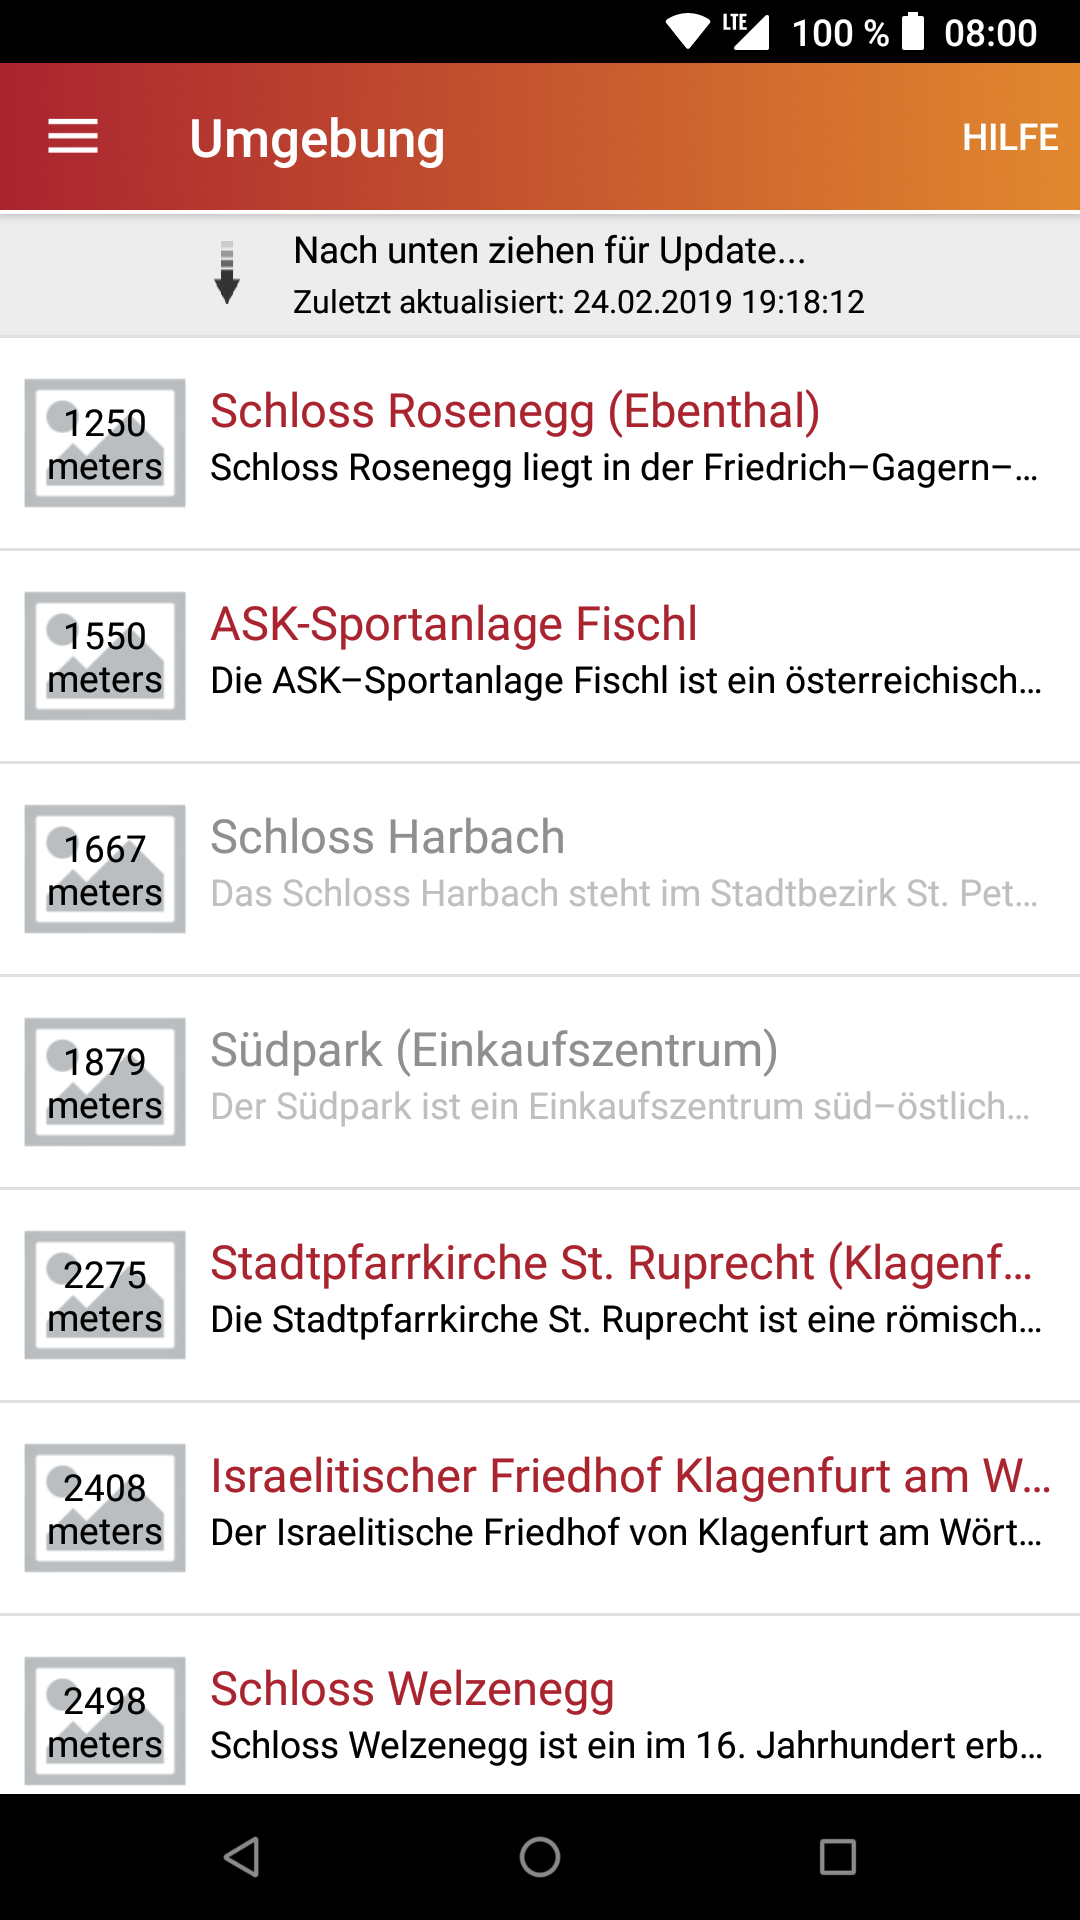 LTE 100 % 08:00
Umgebung HILFE
Nach unten ziehen für Update...
Zuletzt aktualisiert: 24.02.2019 19:18:12
1250 meters
Schloss Rosenegg (Ebenthal)
Schloss Rosenegg liegt in der Friedrich–Gagern–...
1550 meters
ASK-Sportanlage Fischl
Die ASK–Sportanlage Fischl ist ein österreichisch...
1667 meters
Schloss Harbach
Das Schloss Harbach steht im Stadtbezirk St. Pet...
1879 meters
Südpark (Einkaufszentrum)
Der Südpark ist ein Einkaufszentrum süd–östlich...
2275 meters
Stadtpfarrkirche St. Ruprecht (Klagenf...
Die Stadtpfarrkirche St. Ruprecht ist eine römisch...
2408 meters
Israelitischer Friedhof Klagenfurt am W...
Der Israelitische Friedhof von Klagenfurt am Wört...
2498 meters
Schloss Welzenegg
Schloss Welzenegg ist ein im 16. Jahrhundert erb...